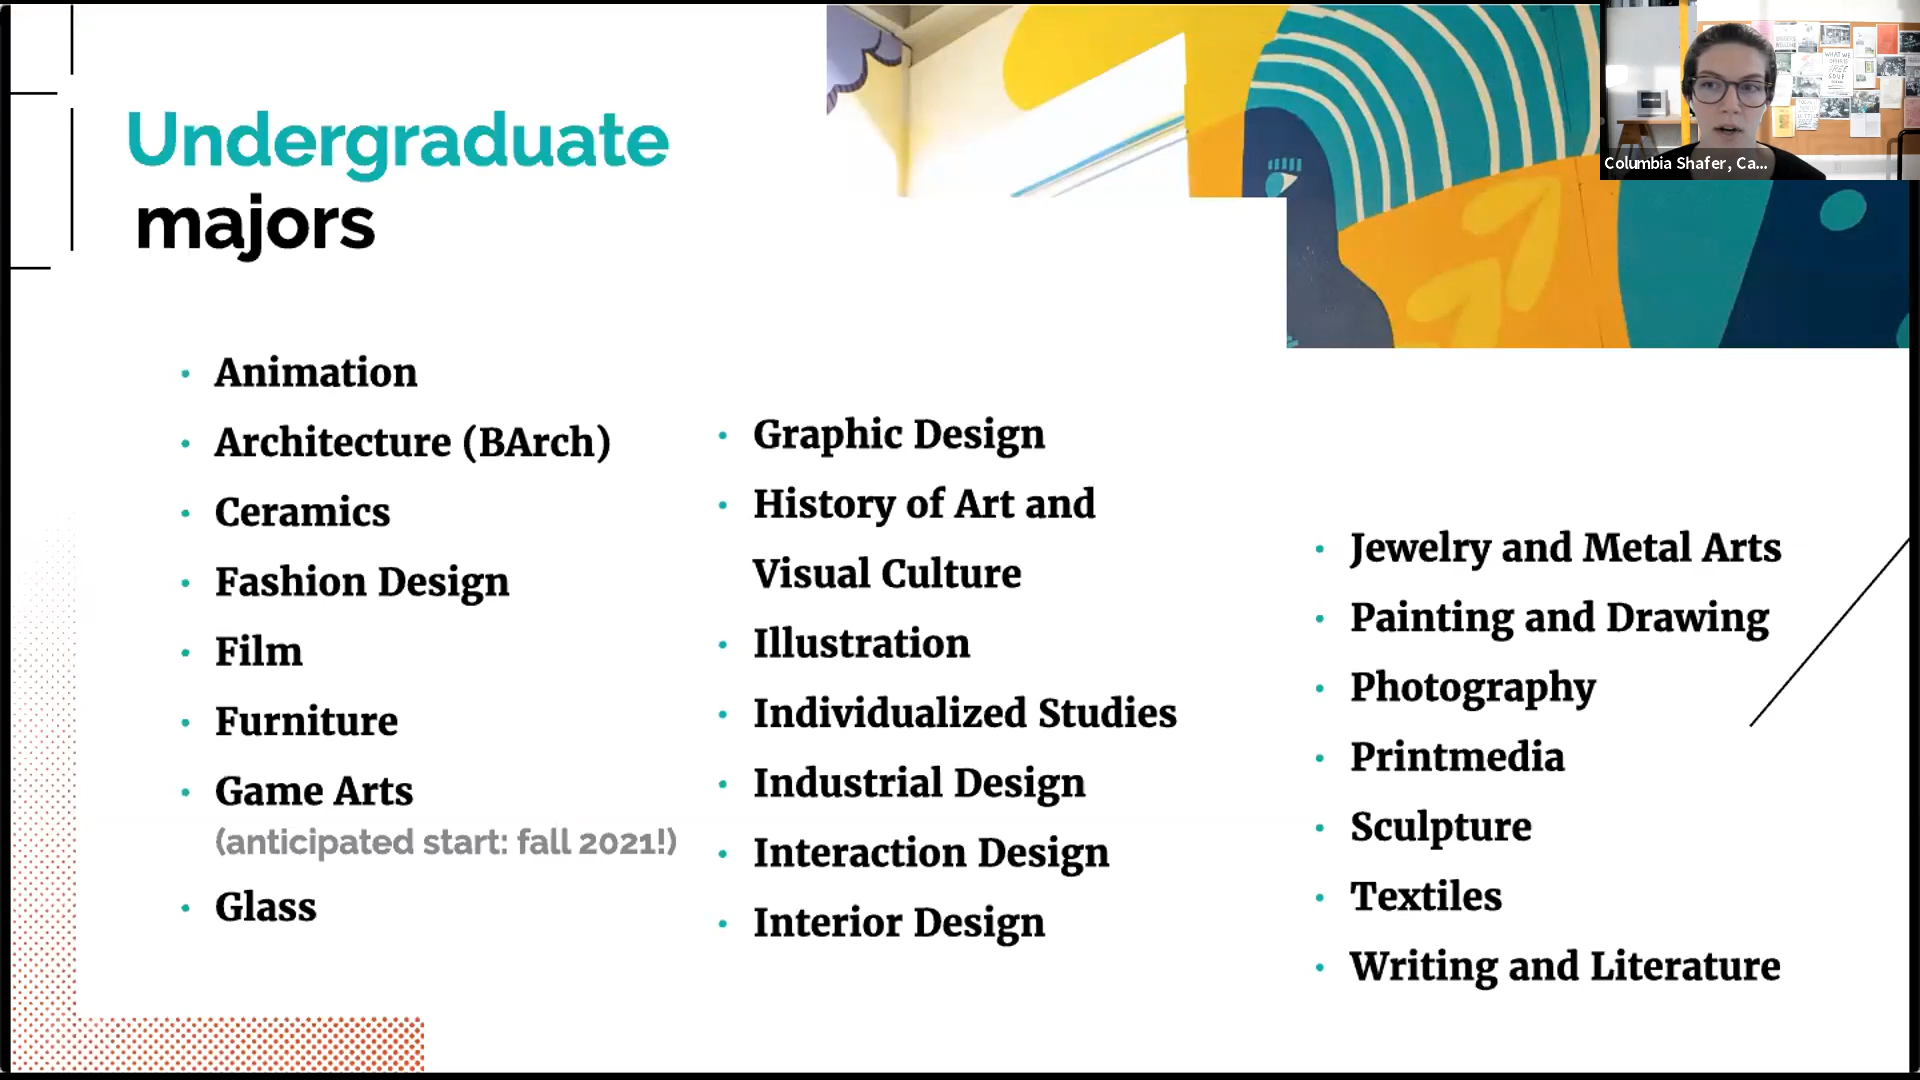 Undergraduate
majors
Animation
Architecture (BArch)
Ceramics
Fashion Design
Film
Furniture
Game Arts
(anticipated start: fall 2021!)
Glass
Graphic Design
History of Art and
Visual Culture
Illustration
Individualized Studies
Industrial Design
Interaction Design
Interior Design
Jewelry and Metal Arts
Painting and Drawing
Photography
Printmedia
Sculpture
Textiles
Writing and Literature
Columbia Shafer, Ca...